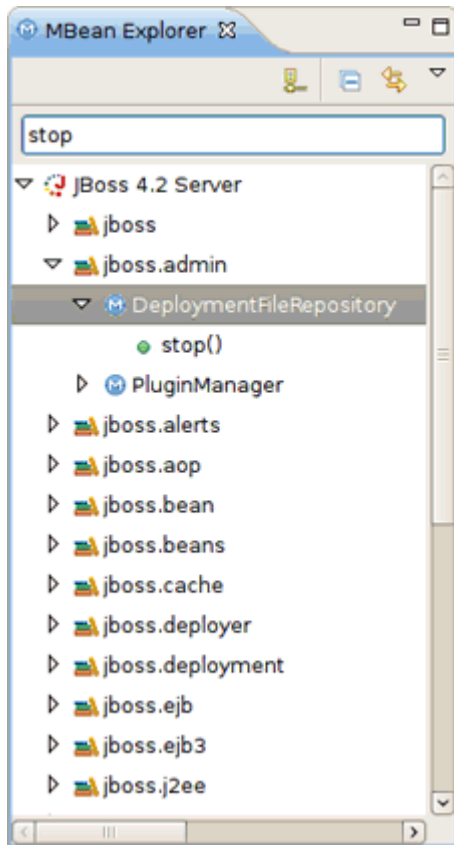 MBean Explorer
stop
JBoss 4.2 Server
jboss
jboss.admin
DeploymentFileRepository
stop()
PluginManager
jboss.alerts
jboss.aop
jboss.bean
jboss.beans
jboss.cache
jboss.deployer
jboss.deployment
jboss.ejb
jboss.ejb3
jboss.j2ee